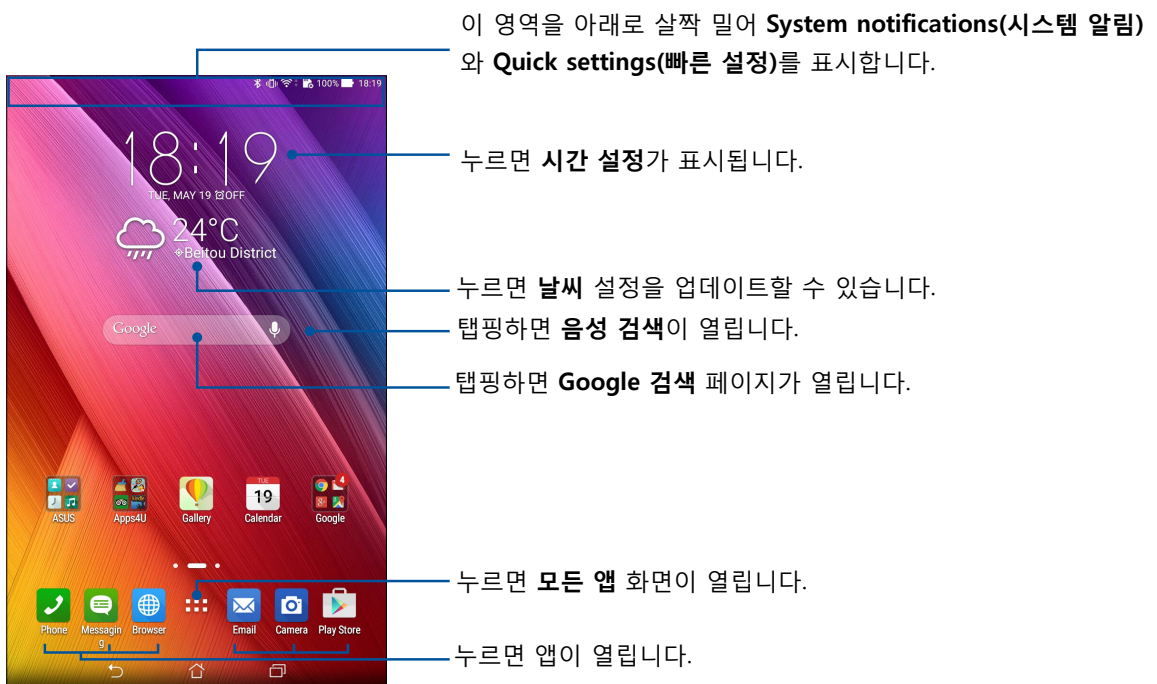 이 영역을 아래로 살짝 밀어 System notifications(시스템 알림)
와 Quick settings(빠른 설정)를 표시합니다.
100% 18:19
18:19
TUE, MAY 19 OFF
24°C
Beitou District
Google
누르면 시간 설정가 표시됩니다.
누르면 날씨 설정을 업데이트할 수 있습니다.
탭핑하면 음성 검색이 열립니다.
탭핑하면 Google 검색 페이지가 열립니다.
TUE
19
4
ASUS Apps4U Gallery Calendar Google
누르면 모든 앱 화면이 열립니다.
Phone Messagin Browser Email Camera Play Store
g
누르면 앱이 열립니다.